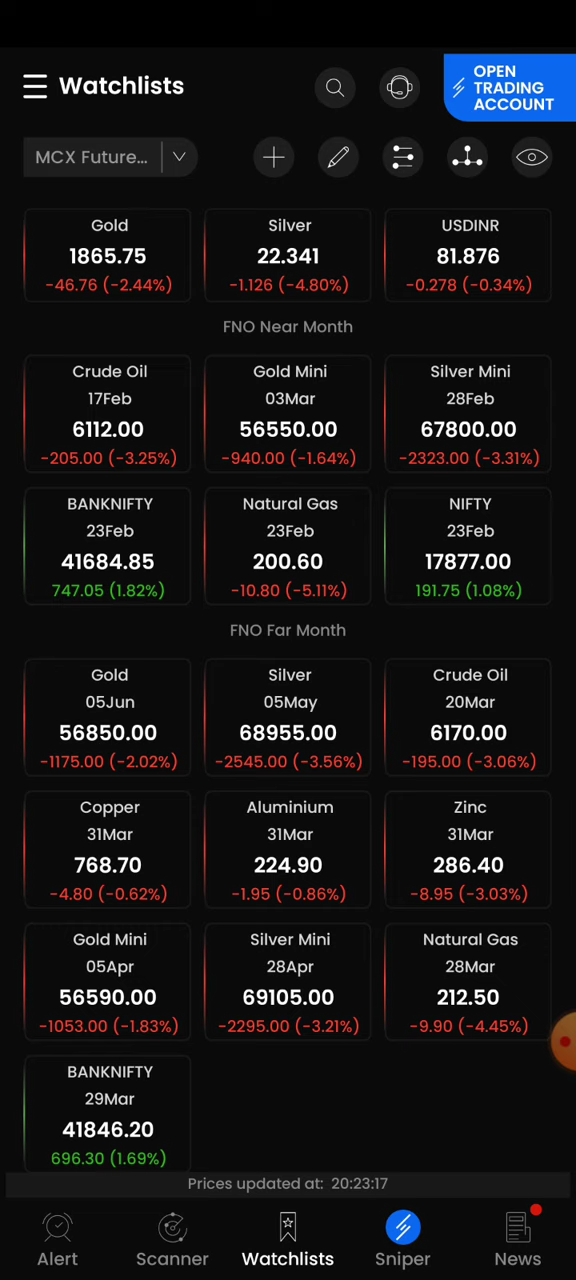 Watchlists
OPEN
TRADING
ACCOUNT
MCX Future...
Gold
1865.75
-46.76 (-2.44%)
Silver
22.341
-1.126 (-4.80%)
USDINR
81.876
-0.278 (-0.34%)
FNO Near Month
Crude Oil
17Feb
6112.00
-205.00 (-3.25%)
Gold Mini
03Mar
56550.00
-940.00 (-1.64%)
Silver Mini
28Feb
67800.00
-2323.00 (-3.31%)
BANKNIFTY
23Feb
41684.85
747.05 (1.82%)
Natural Gas
23Feb
200.60
-10.80 (-5.11%)
NIFTY
23Feb
17877.00
191.75 (1.08%)
FNO Far Month
Gold
05Jun
56850.00
-1175.00 (-2.02%)
Silver
05May
68955.00
-2545.00 (-3.56%)
Crude Oil
20Mar
6170.00
-195.00 (-3.06%)
Copper
31Mar
768.70
-4.80 (-0.62%)
Aluminium
31Mar
224.90
-1.95 (-0.86%)
Zinc
31Mar
286.40
-8.95 (-3.03%)
Gold Mini
05Apr
56590.00
-1053.00 (-1.83%)
Silver Mini
28Apr
69105.00
-2295.00 (-3.21%)
Natural Gas
28Mar
212.50
-9.90 (-4.45%)
BANKNIFTY
29Mar
41846.20
696.30 (1.69%)
Prices updated at: 20:23:17
Alert
Scanner
Watchlists
Sniper
News